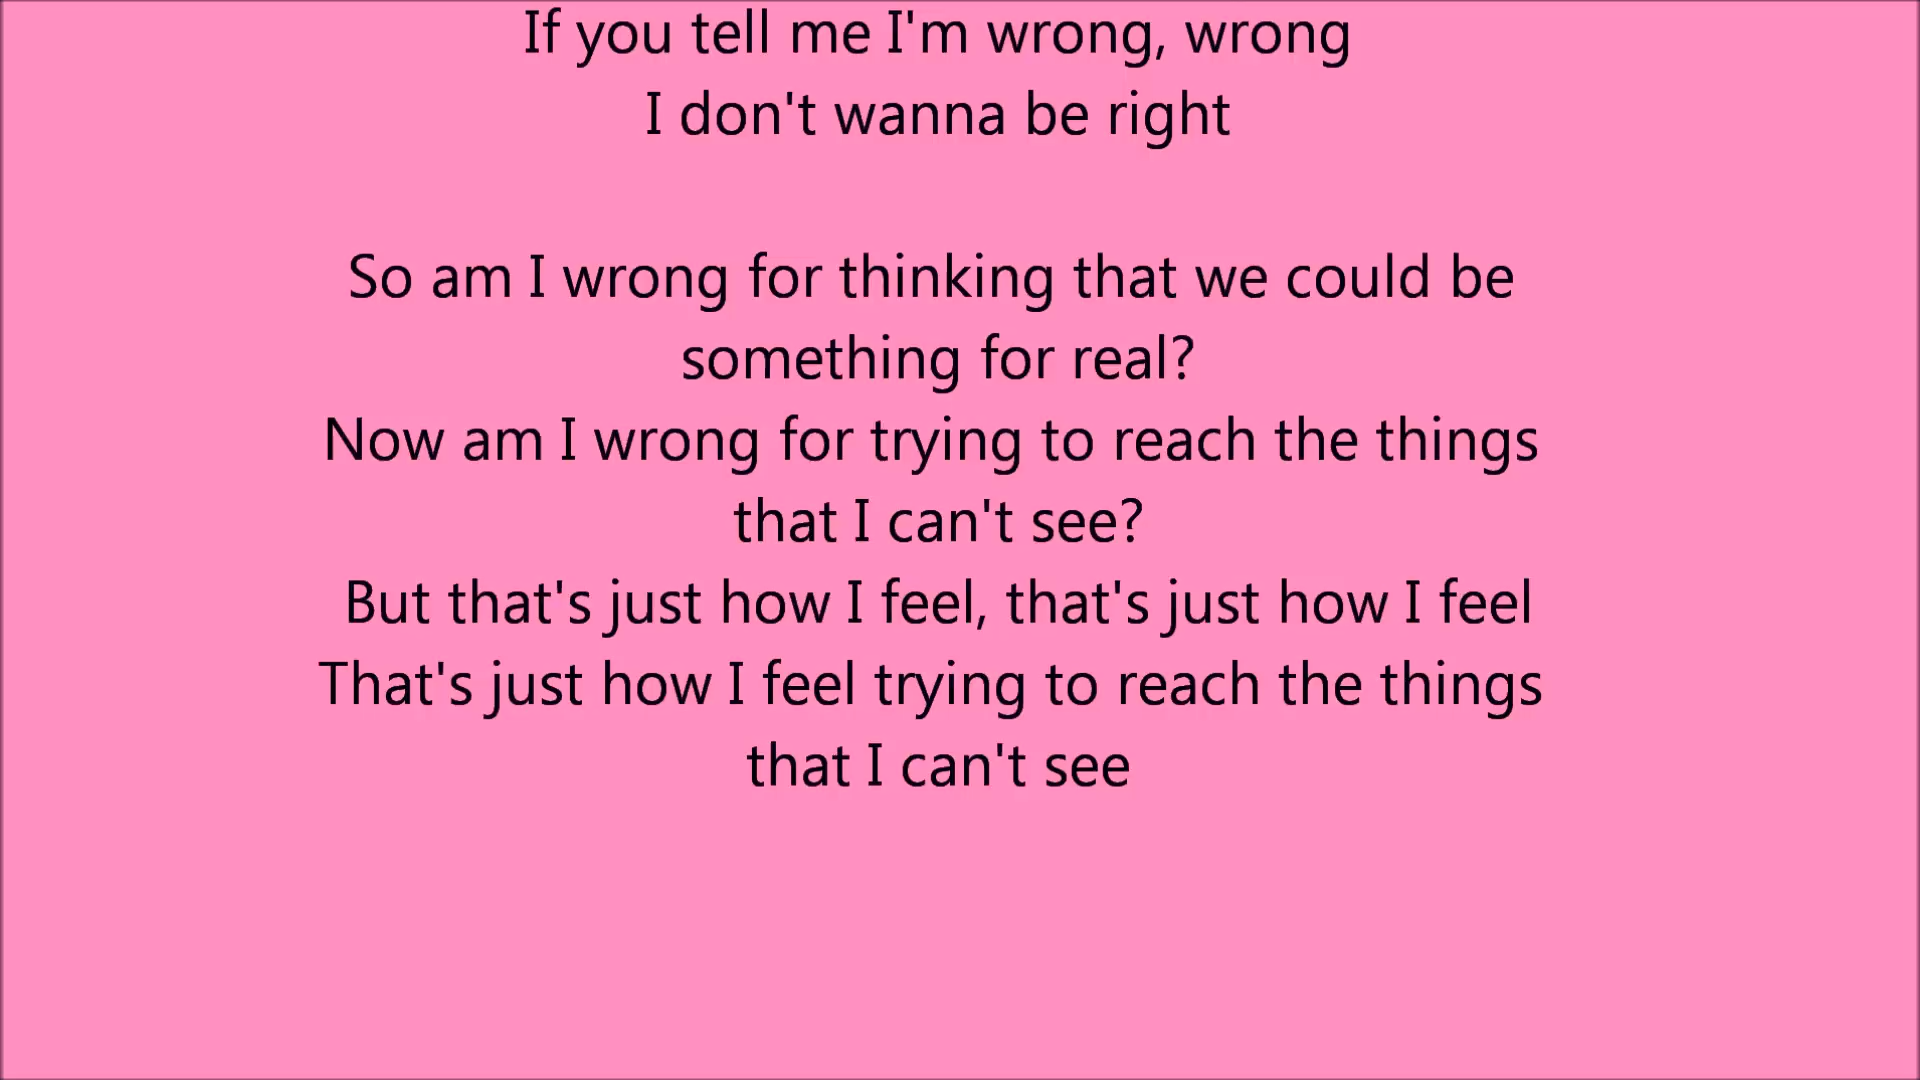 If you tell me I'm wrong, wrong
I don't wanna be right
So am I wrong for thinking that we could be
something for real?
Now am I wrong for trying to reach the things
that I can't see?
But that's just how I feel, that's just how I feel
That's just how I feel trying to reach the things
that I can't see